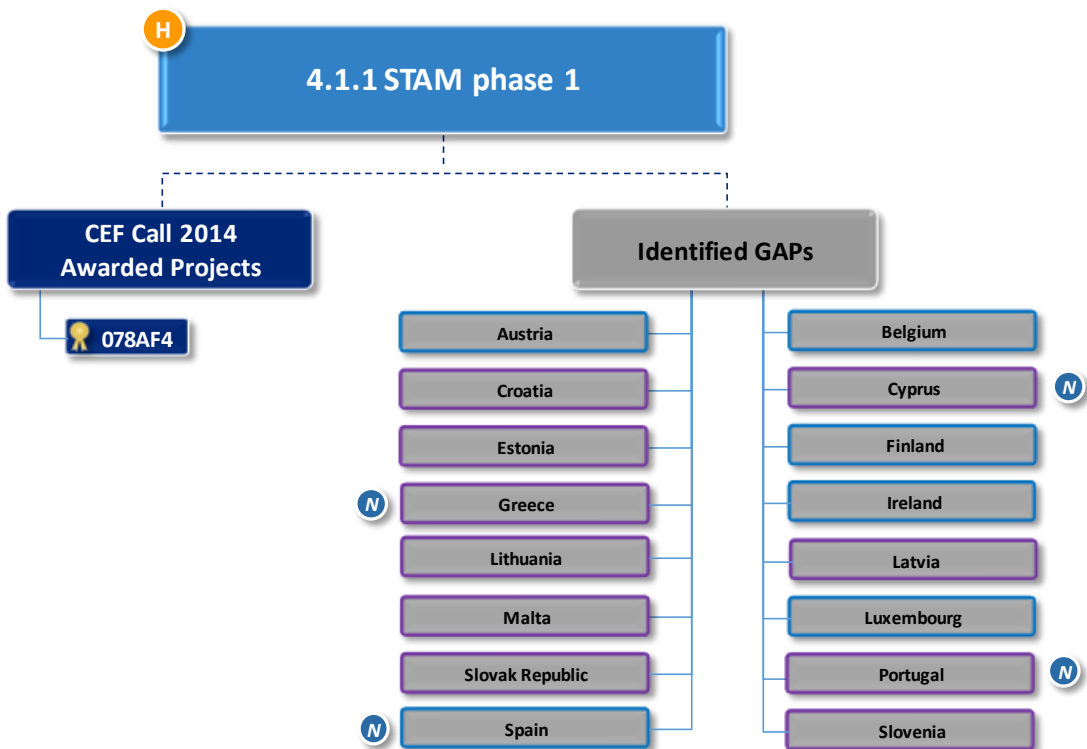 H
4.1.1 STAM phase 1
CEF Call 2014
Awarded Projects
078AF4
Identified GAPs
Austria
Croatia
Estonia
N
Greece
Lithuania
Malta
Slovak Republic
N
Spain
Belgium
Cyprus
N
Finland
Ireland
Latvia
Luxembourg
Portugal
N
Slovenia